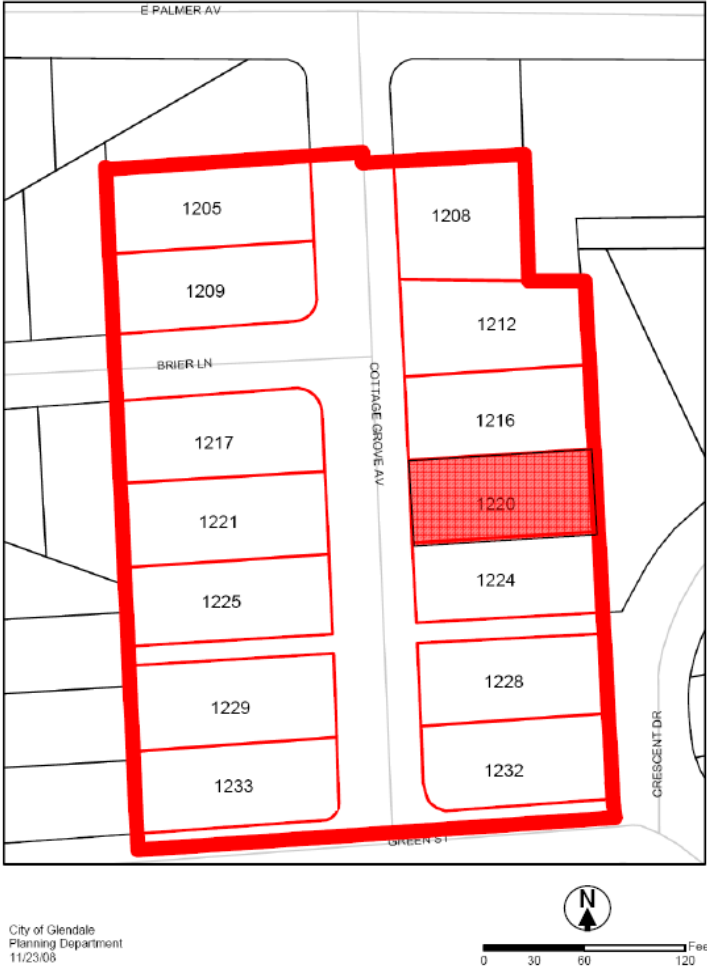 E PALMER AV
1205
1208
1209
1212
BRIER LN
COTTAGE GROVE AV
1216
1217
1220
1221
1224
1225
1228
1229
1232
1233
CRESCENT DR
GREEN ST
N
City of Glendale
Planning Department
11/23/08
Fee
0 30 60 120